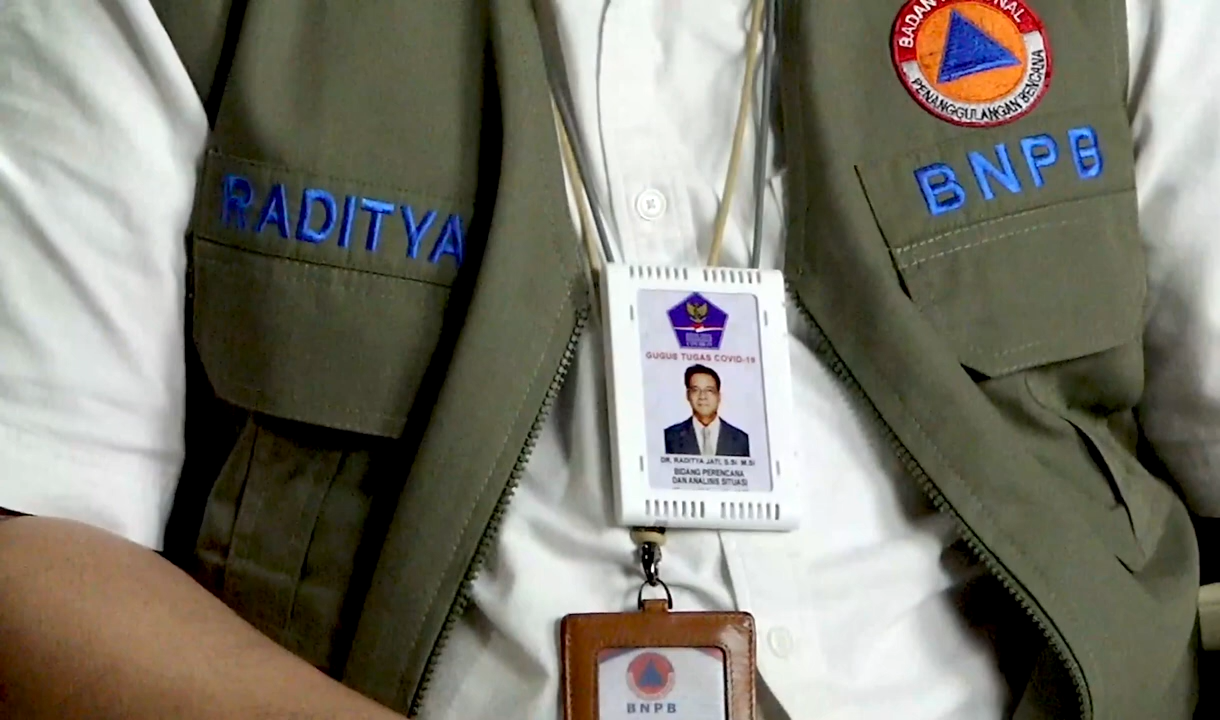 RADITYA
BADAN NASIONAL
PENANGGULANGAN BENCANA
BNPB
GUGUS TUGAS COVID-19
DR. RADITYA JATI, S.Si. M.Si
BIDANG PERENCANA
DAN ANALISIS SITUASI
BNPB